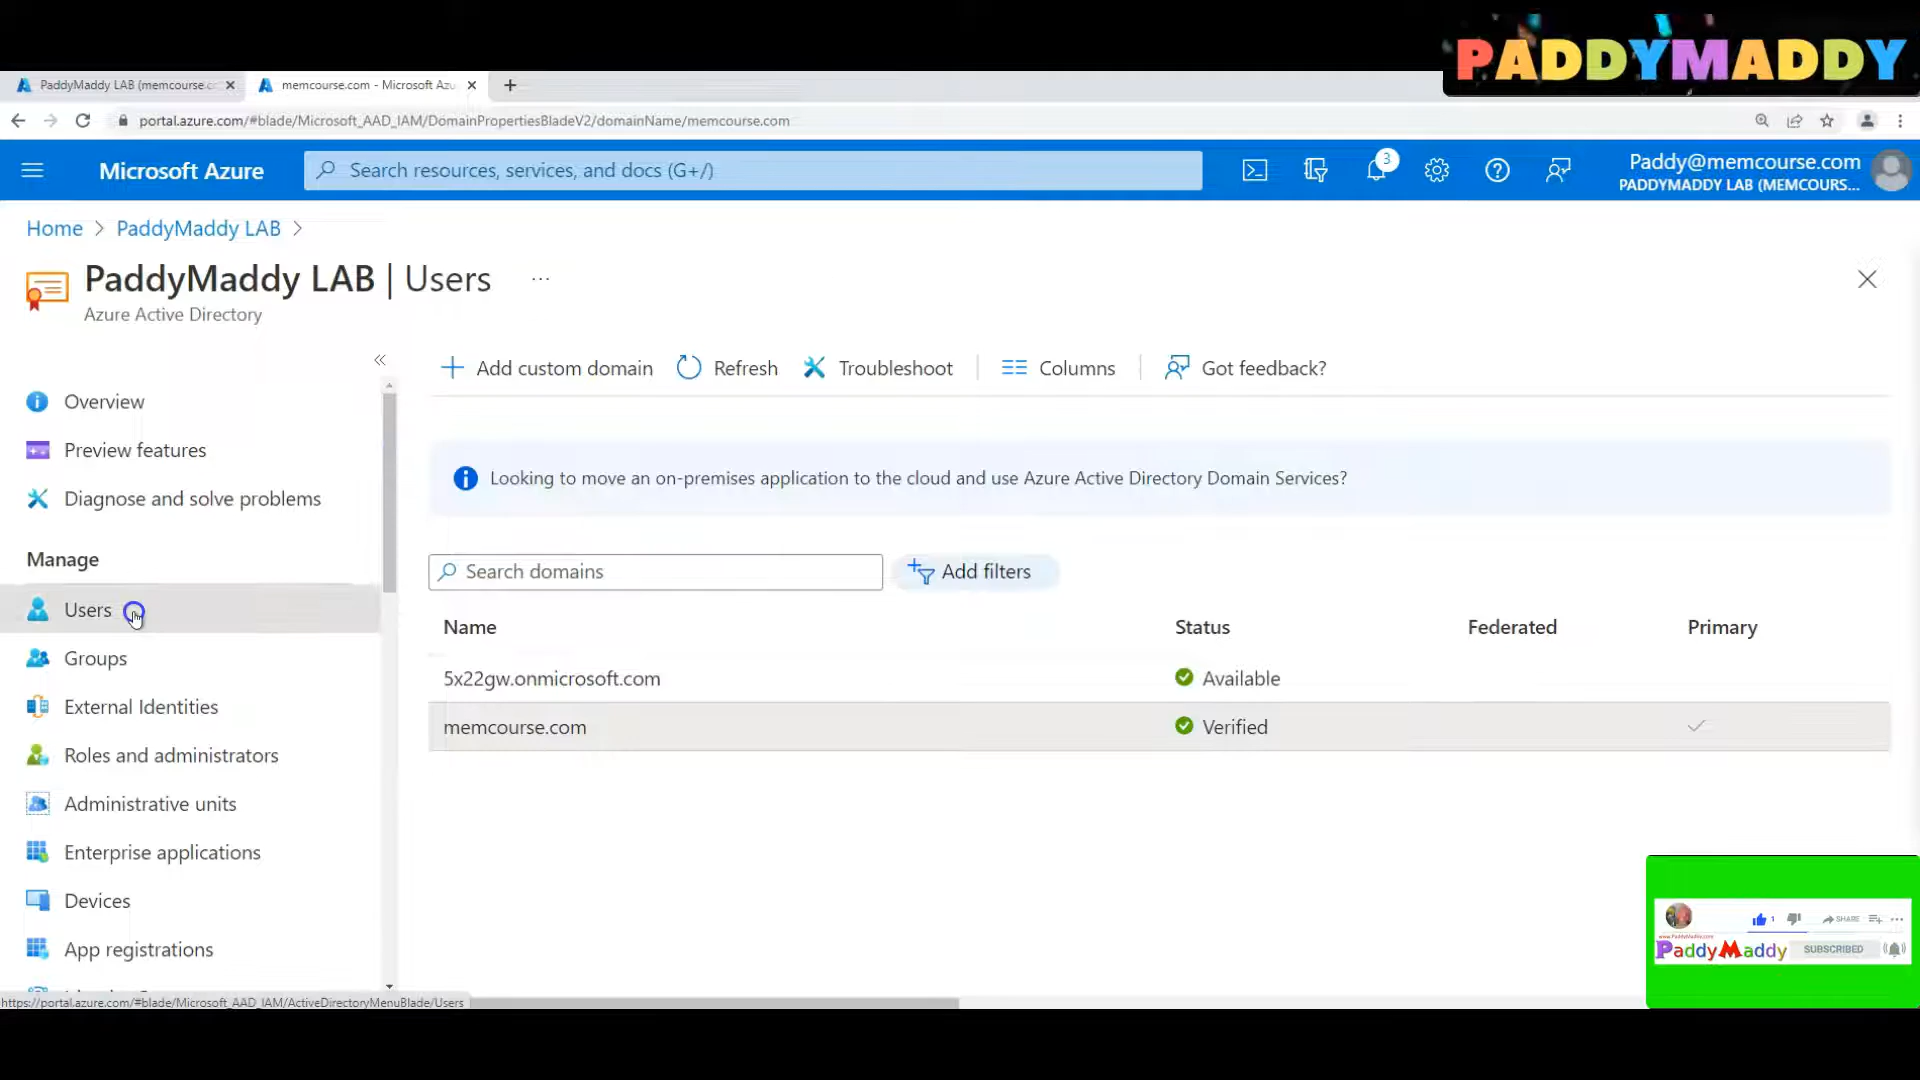 PADDYMADDY
PaddyMaddy LAB (memcourse.c
memcourse.com - Microsoft Azu
portal.azure.com/#blade/Microsoft_AAD_IAM/DomainPropertiesBladeV2/domainName/memcourse.com
Microsoft Azure
Search resources, services, and docs (G+/)
3
Paddy@memcourse.com
PADDYMADDY LAB (MEMCOURS...
Home > PaddyMaddy LAB >
PaddyMaddy LAB | Users ...
Azure Active Directory
«
+ Add custom domain
Refresh
Troubleshoot
Columns
Got feedback?
Overview
Preview features
Diagnose and solve problems
Manage
Users
Groups
External Identities
Roles and administrators
Administrative units
Enterprise applications
Devices
App registrations
Looking to move an on-premises application to the cloud and use Azure Active Directory Domain Services?
Search domains
Add filters
Name Status Federated Primary
5x22gw.onmicrosoft.com Available
memcourse.com Verified
https://portal.azure.com/#blade/Microsoft_AAD_IAM/ActiveDirectoryMenuBlade/Users
1 SHARE
www.PaddyMaddy.com
PaddyMaddy SUBSCRIBED